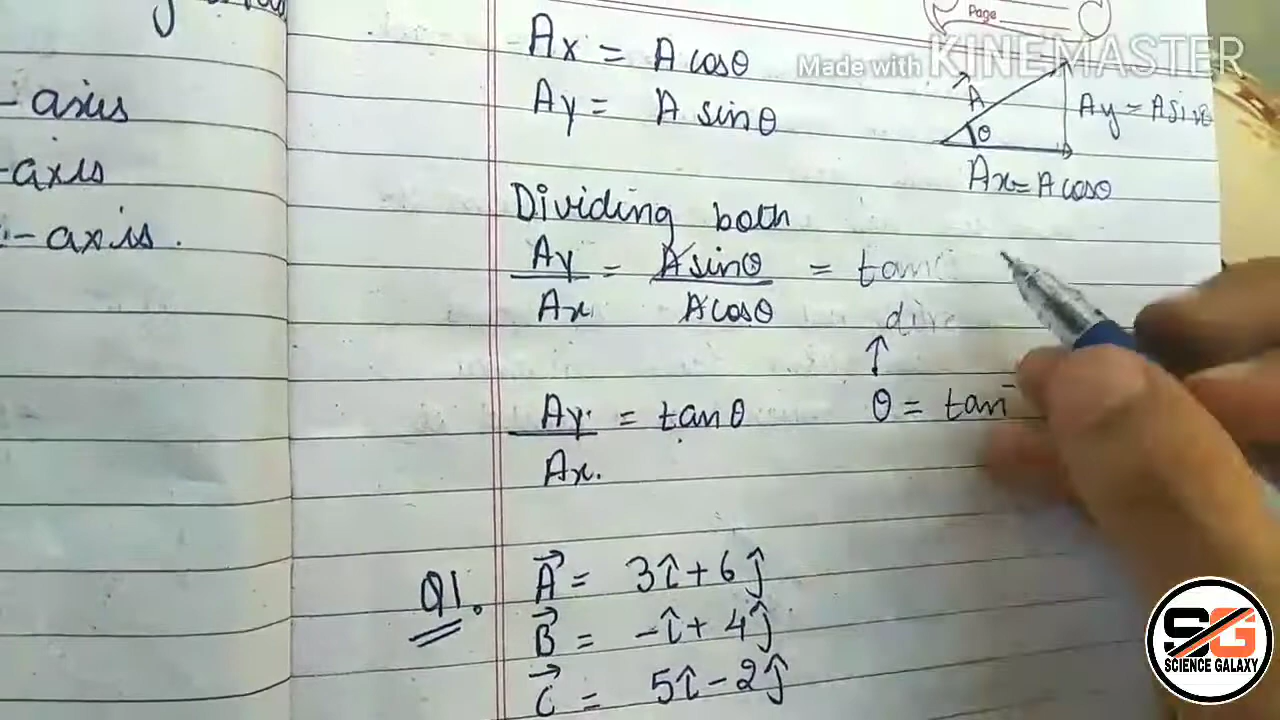 Page
Made with KINEMASTER
- axis
-axis
- axis.
Ax = A cosθ
Ay = A sinθ
A
θ
Ay = A sinθ
Ax = A cosθ
Dividing both
Ay/Ax = A sinθ/A cosθ = tan
θ = tan⁻
Ay/Ax. = tanθ
Q1. A⃗ = 3î + 6ĵ
B⃗ = -î + 4ĵ
C⃗ = 5î - 2ĵ
SG
SCIENCE GALAXY